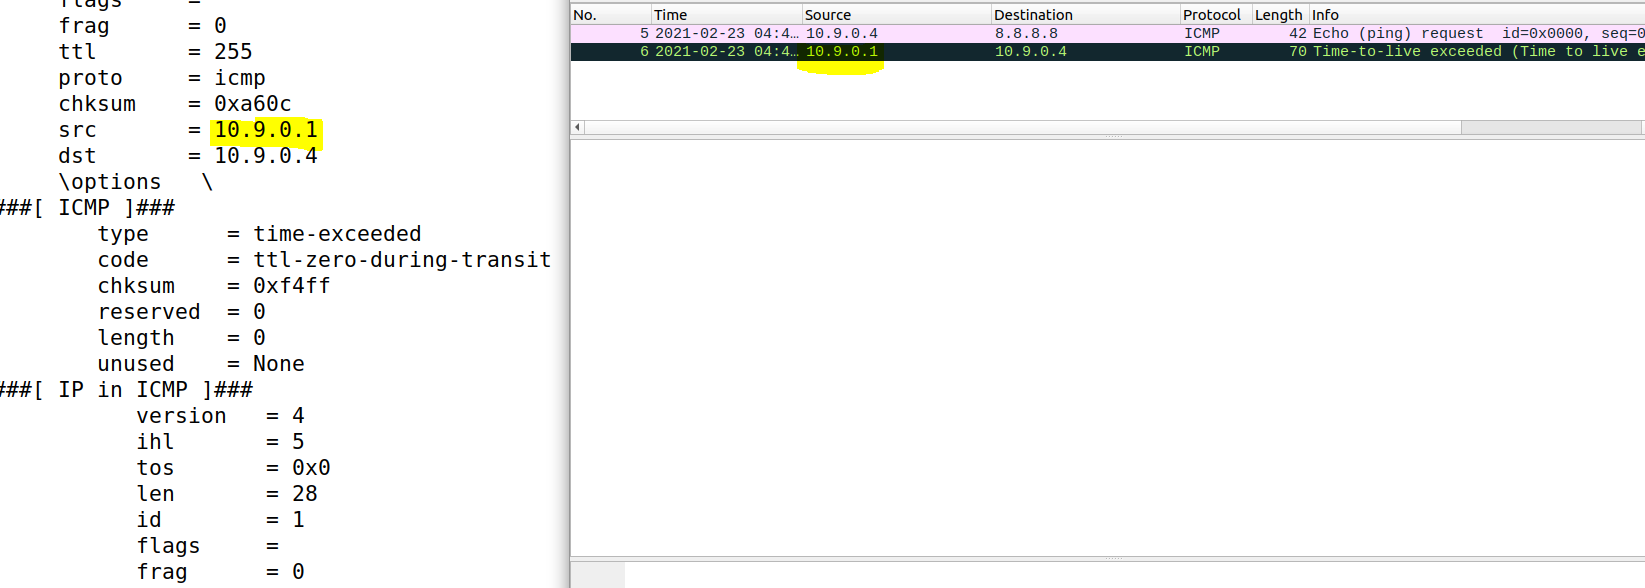 flags     =
frag      = 0
ttl       = 255
proto     = icmp
chksum    = 0xa60c
src       = 10.9.0.1
dst       = 10.9.0.4
\options   \
###[ ICMP ]###
type      = time-exceeded
code      = ttl-zero-during-transit
chksum    = 0xf4ff
reserved  = 0
length    = 0
unused    = None
###[ IP in ICMP ]###
version   = 4
ihl       = 5
tos       = 0x0
len       = 28
id        = 1
flags     =
frag      = 0
No. Time Source Destination Protocol Length Info
5 2021-02-23 04:4… 10.9.0.4 8.8.8.8 ICMP 42 Echo (ping) request  id=0x0000, seq=0
6 2021-02-23 04:4… 10.9.0.1 10.9.0.4 ICMP 70 Time-to-live exceeded (Time to live e